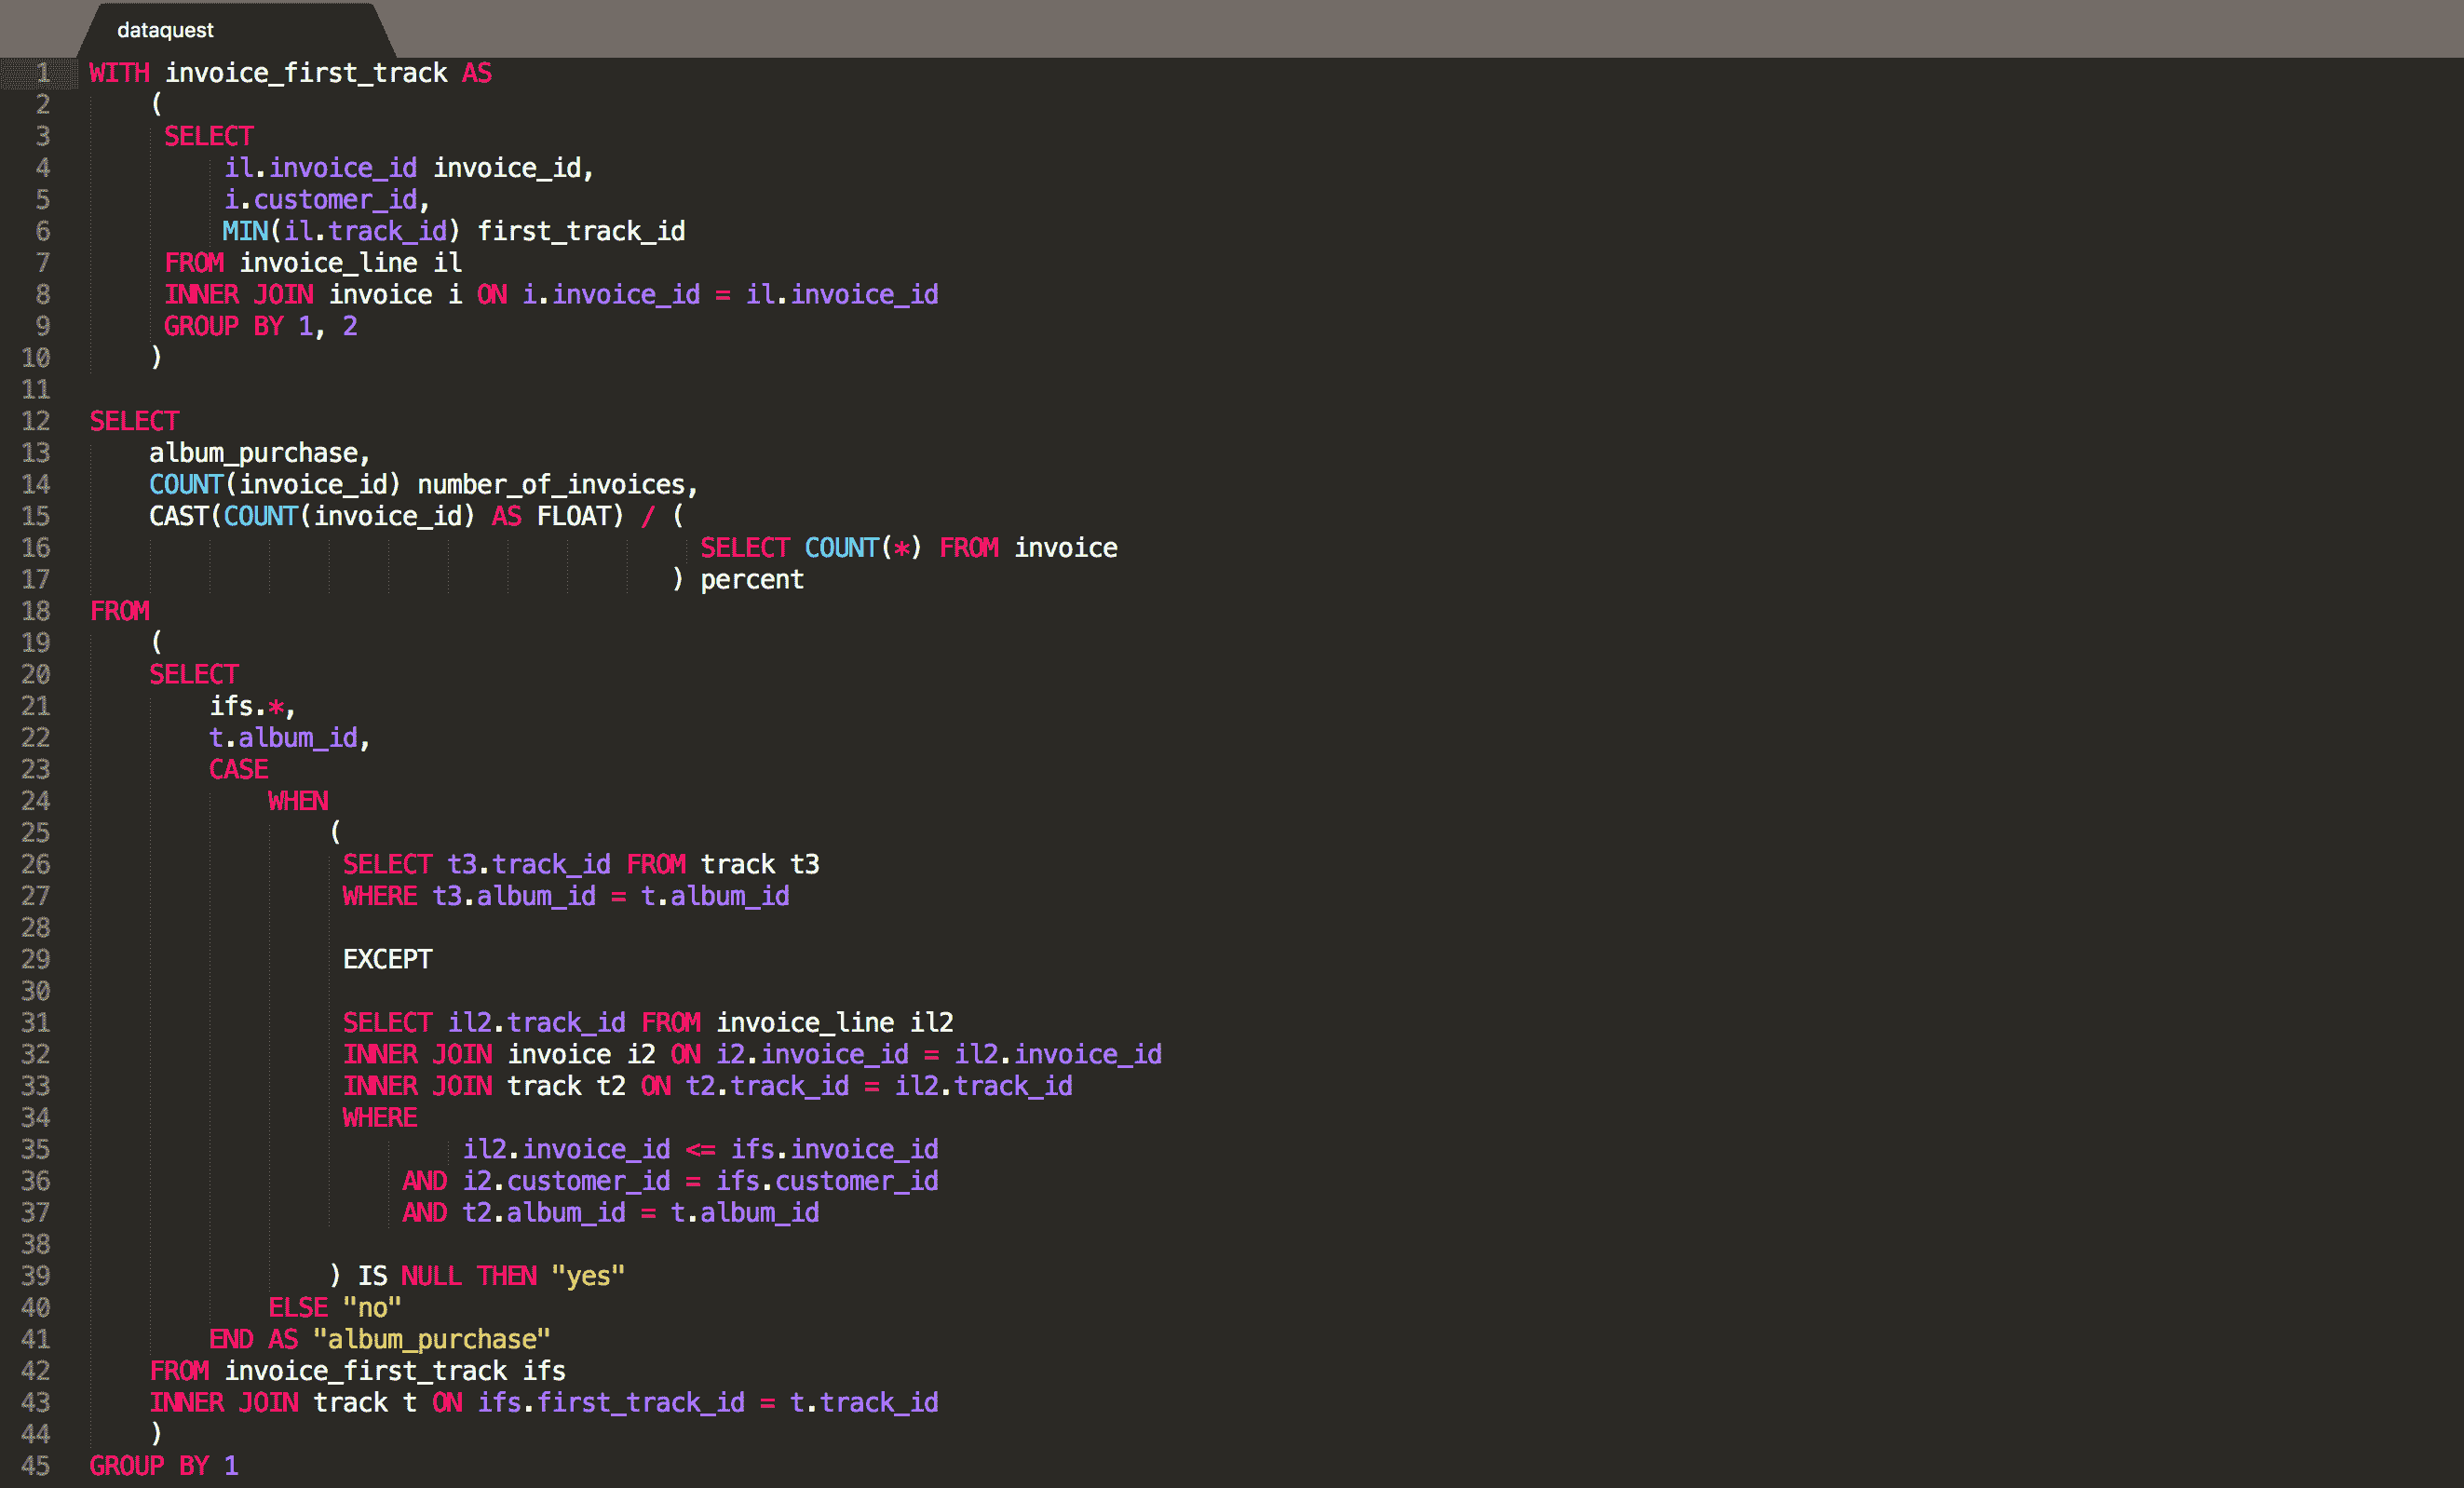 dataquest
1 WITH invoice_first_track AS
2 (
3 SELECT
4 il.invoice_id invoice_id,
5 i.customer_id,
6 MIN(il.track_id) first_track_id
7 FROM invoice_line il
8 INNER JOIN invoice i ON i.invoice_id = il.invoice_id
9 GROUP BY 1, 2
10 )
11
12 SELECT
13 album_purchase,
14 COUNT(invoice_id) number_of_invoices,
15 CAST(COUNT(invoice_id) AS FLOAT) / (
16 SELECT COUNT(*) FROM invoice
17 ) percent
18 FROM
19 (
20 SELECT
21 ifs.*,
22 t.album_id,
23 CASE
24 WHEN
25 (
26 SELECT t3.track_id FROM track t3
27 WHERE t3.album_id = t.album_id
28
29 EXCEPT
30
31 SELECT il2.track_id FROM invoice_line il2
32 INNER JOIN invoice i2 ON i2.invoice_id = il2.invoice_id
33 INNER JOIN track t2 ON t2.track_id = il2.track_id
34 WHERE
35 il2.invoice_id <= ifs.invoice_id
36 AND i2.customer_id = ifs.customer_id
37 AND t2.album_id = t.album_id
38
39 ) IS NULL THEN "yes"
40 ELSE "no"
41 END AS "album_purchase"
42 FROM invoice_first_track ifs
43 INNER JOIN track t ON ifs.first_track_id = t.track_id
44 )
45 GROUP BY 1